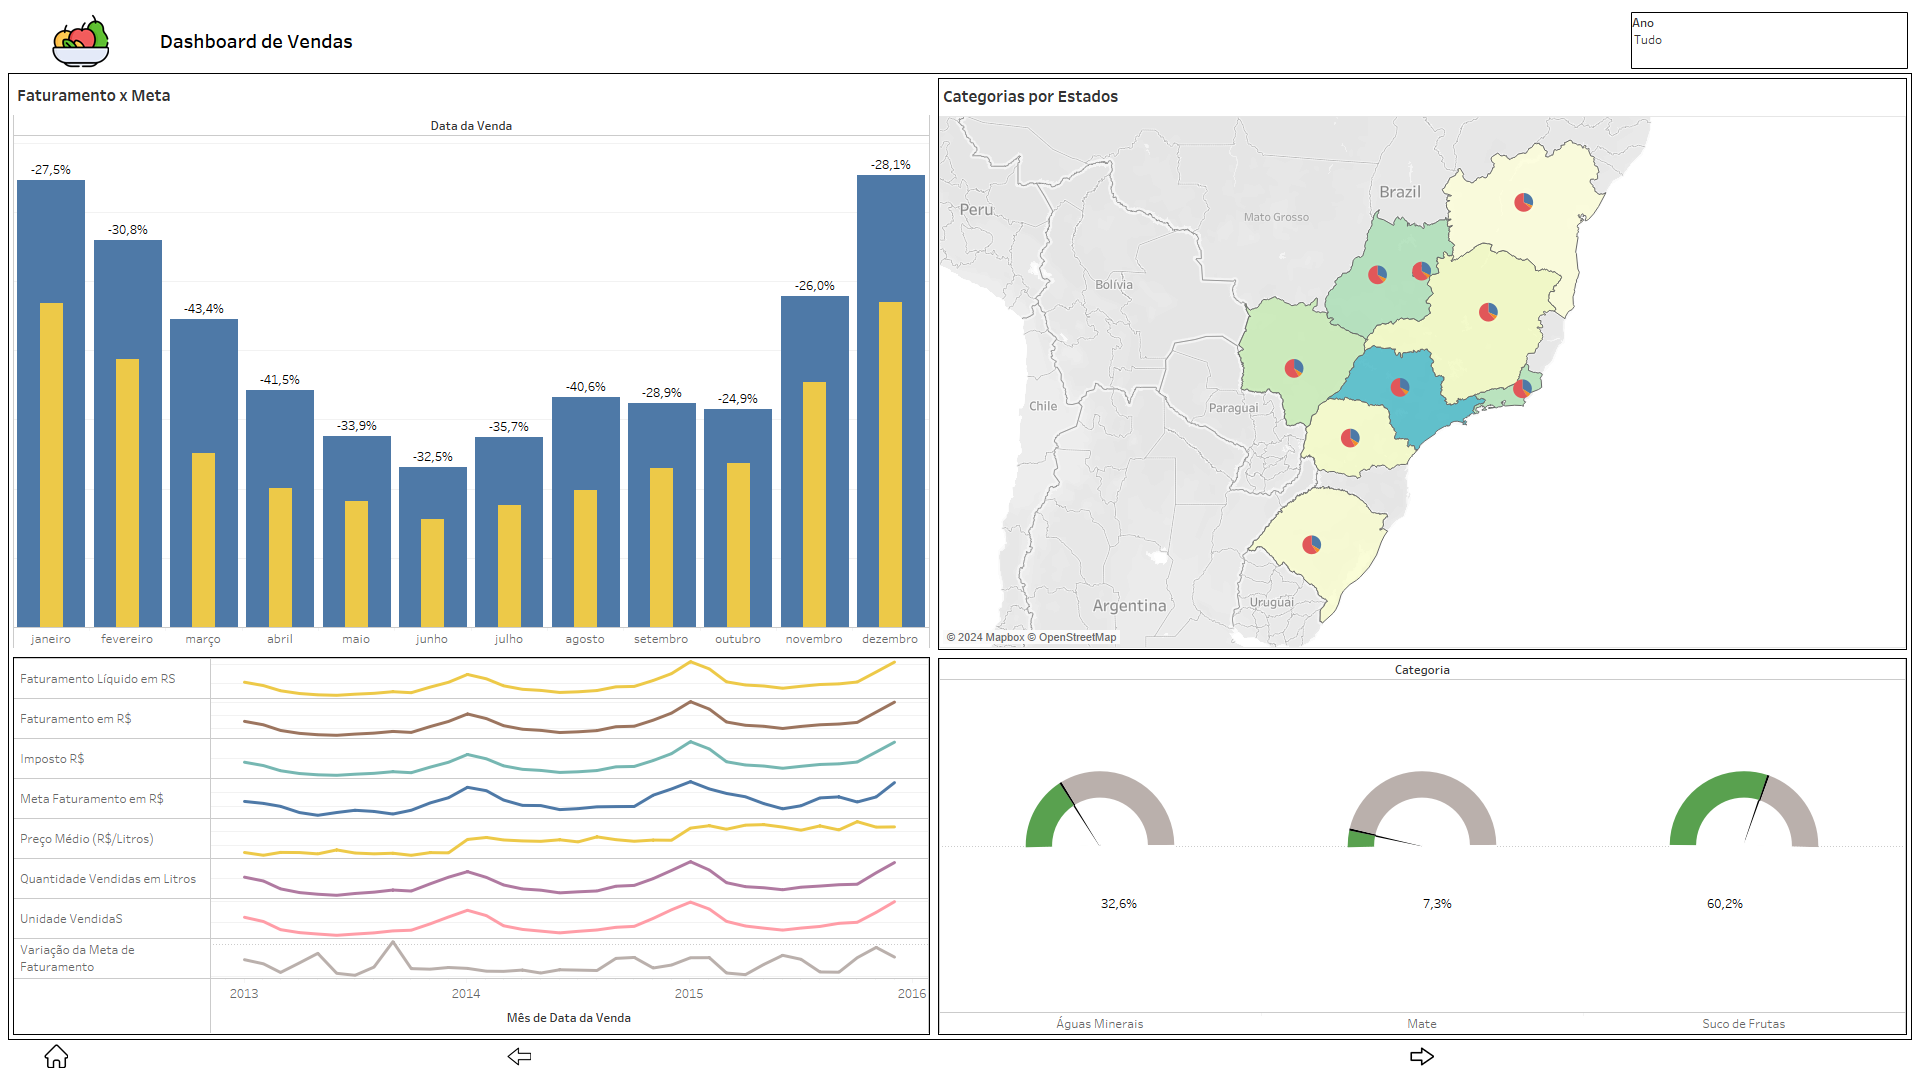 Dashboard de Vendas
Ano
Tudo
Faturamento x Meta
Data da Venda
-27,5%
-30,8%
-43,4%
-41,5%
-33,9%
-32,5%
-35,7%
-40,6%
-28,9%
-24,9%
-26,0%
-28,1%
janeiro
fevereiro
março
abril
maio
junho
julho
agosto
setembro
outubro
novembro
dezembro
Categorias por Estados
Brazil
Peru
Mato Grosso
Bolívia
Chile
Paraguai
Argentina
Uruguai
© 2024 Mapbox © OpenStreetMap
Faturamento Líquido em RS
Faturamento em R$
Imposto R$
Meta Faturamento em R$
Preço Médio (R$/Litros)
Quantidade Vendidas em Litros
Unidade VendidaS
Variação da Meta de
Faturamento
2013
2014
2015
2016
Mês de Data da Venda
Categoria
32,6%
7,3%
60,2%
Águas Minerais
Mate
Suco de Frutas